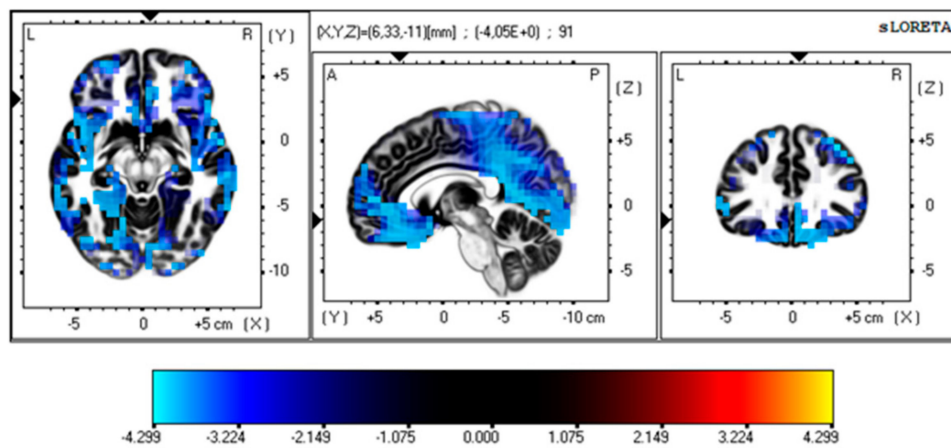 L R (Y)
+5
0
-5
-10
-5 0 +5 cm (X)
(X,Y,Z)=(6,33,-11)[mm] ; (-4,05E+0) ; 91
sLORETA
A P (Z)
+5
0
-5
(Y) +5 0 -5 -10 cm
L R (Z)
+5
0
-5
-5 0 +5 cm (X)
-4.299 -3.224 -2.149 -1.075 0.000 1.075 2.149 3.224 4.299